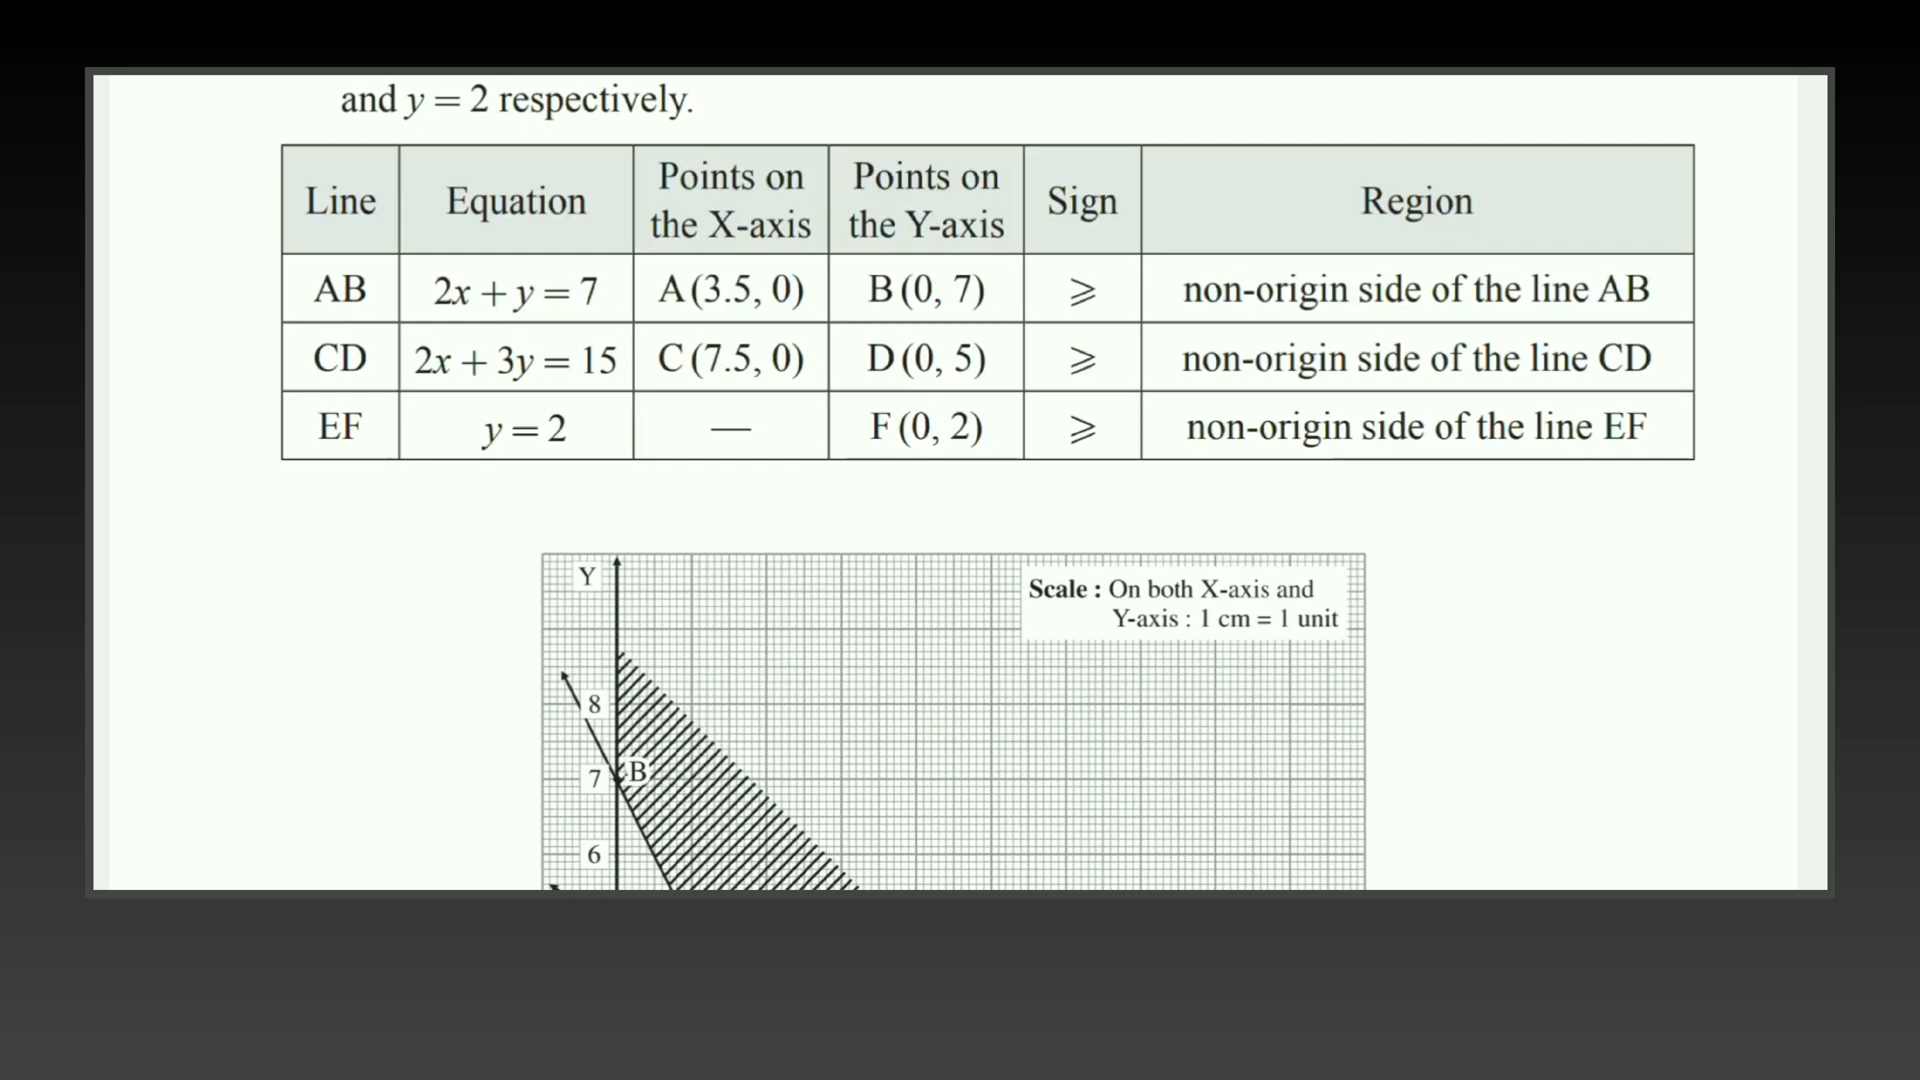 and y = 2 respectively.
Line Equation Points on the X-axis Points on the Y-axis Sign Region
AB 2x + y = 7 A (3.5, 0) B (0, 7) ⩾ non-origin side of the line AB
CD 2x + 3y = 15 C (7.5, 0) D (0, 5) ⩾ non-origin side of the line CD
EF y = 2 — F (0, 2) ⩾ non-origin side of the line EF
Y
Scale : On both X-axis and
Y-axis : 1 cm = 1 unit
8
7 B
6